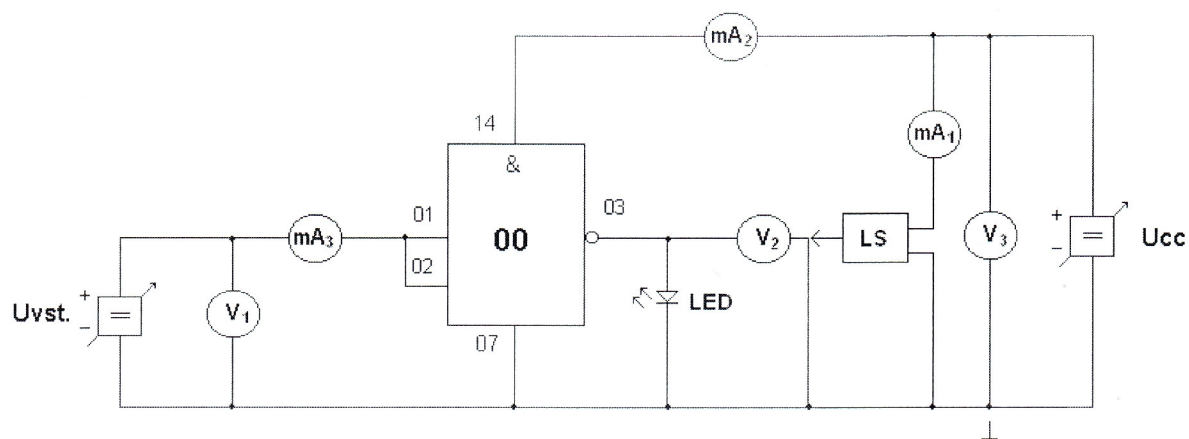 mA₂
14
mA₁
&
01
03
+
mA₃
00
V₂
LS
V₃
=
Ucc
02
−
+
LED
Uvst.
=
V₁
−
07